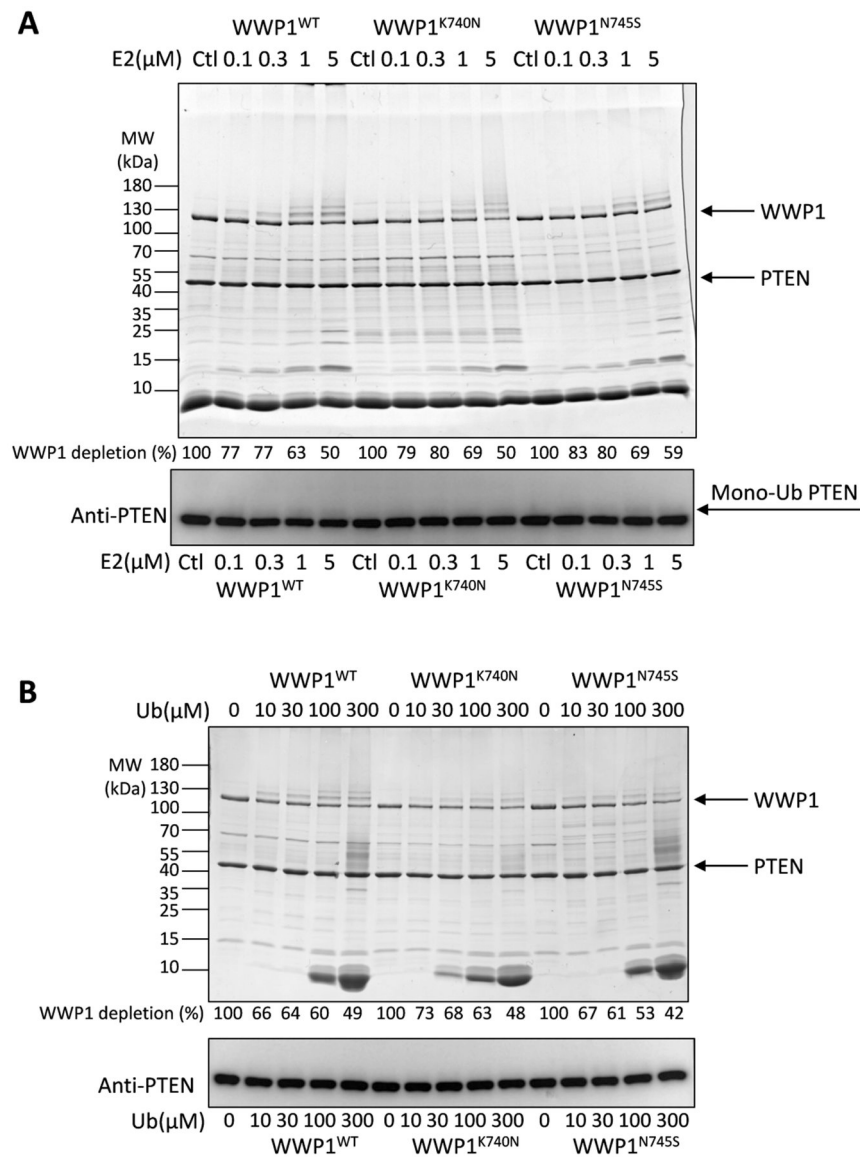 A
WWP1WT WWP1K740N WWP1N745S
E2(μM) Ctl 0.1 0.3 1 5 Ctl 0.1 0.3 1 5 Ctl 0.1 0.3 1 5
MW
(kDa)
180
130
100
70
55
40
35
25
15
10
WWP1
PTEN
WWP1 depletion (%) 100 77 77 63 50 100 79 80 69 50 100 83 80 69 59
Anti-PTEN
Mono-Ub PTEN
E2(μM) Ctl 0.1 0.3 1 5 Ctl 0.1 0.3 1 5 Ctl 0.1 0.3 1 5
WWP1WT WWP1K740N WWP1N745S
B
WWP1WT WWP1K740N WWP1N745S
Ub(μM) 0 10 30 100 300 0 10 30 100 300 0 10 30 100 300
MW
(kDa)
180
130
100
70
55
40
35
25
15
10
WWP1
PTEN
WWP1 depletion (%) 100 66 64 60 49 100 73 68 63 48 100 67 61 53 42
Anti-PTEN
Ub(μM) 0 10 30 100 300 0 10 30 100 300 0 10 30 100 300
WWP1WT WWP1K740N WWP1N745S